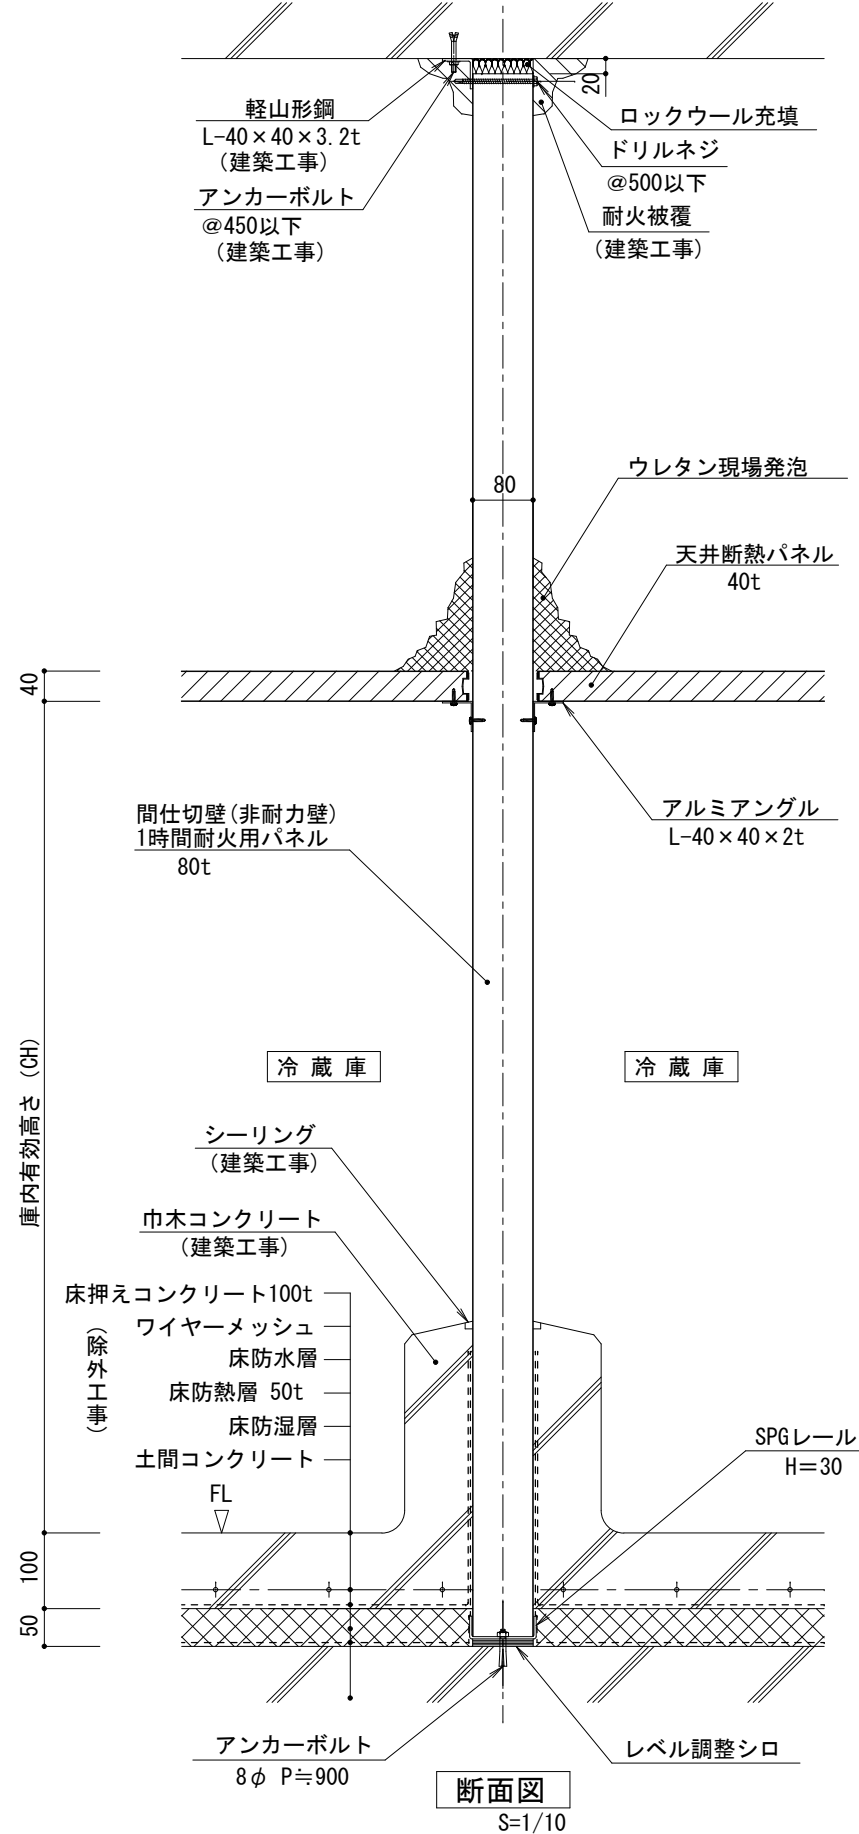 20
軽山形鋼
L-40×40×3.2t
(建築工事)
アンカーボルト
@450以下
(建築工事)
ロックウール充填
ドリルネジ
@500以下
耐火被覆
(建築工事)
ウレタン現場発泡
80
天井断熱パネル
40t
40
間仕切壁(非耐力壁)
1時間耐火用パネル
80t
アルミアングル
L-40×40×2t
庫内有効高さ (CH)
冷蔵庫
冷蔵庫
シーリング
(建築工事)
巾木コンクリート
(建築工事)
床押えコンクリート100t
ワイヤーメッシュ
床防水層
床防熱層 50t
床防湿層
土間コンクリート
(除外工事)
FL
SPGレール
H=30
100
50
アンカーボルト
8φ P≒900
レベル調整シロ
断面図
S=1/10